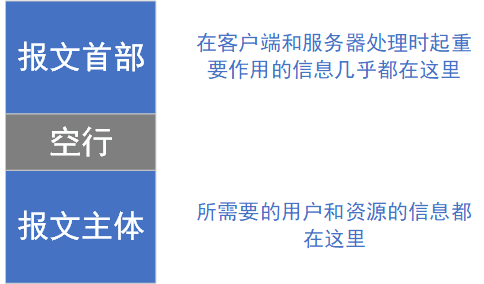 报文首部
在客户端和服务器处理时起重
要作用的信息几乎都在这里
空行
报文主体
所需要的用户和资源的信息都
在这里